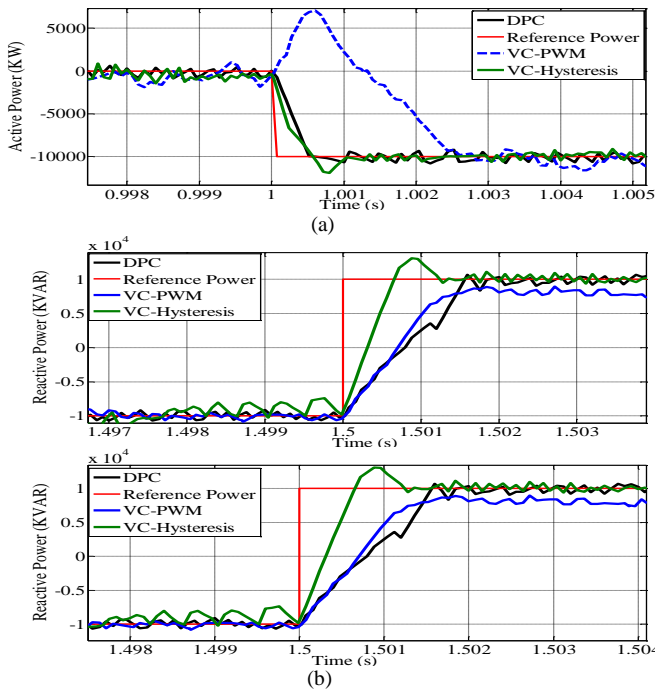 DPC
Reference Power
VC-PWM
VC-Hysteresis
Active Power (KW)
5000
0
-5000
-10000
0.998 0.999 1 1.001 1.002 1.003 1.004 1.005
Time (s)
(a)
x 10⁴
DPC
Reference Power
VC-PWM
VC-Hysteresis
Reactive Power (KVAR)
1
0.5
0
-0.5
-1
1.497 1.498 1.499 1.5 1.501 1.502 1.503
Time (s)
x 10⁴
DPC
Reference Power
VC-PWM
VC-Hysteresis
Reactive Power (KVAR)
1
0.5
0
-0.5
-1
1.498 1.499 1.5 1.501 1.502 1.503 1.504
Time (s)
(b)